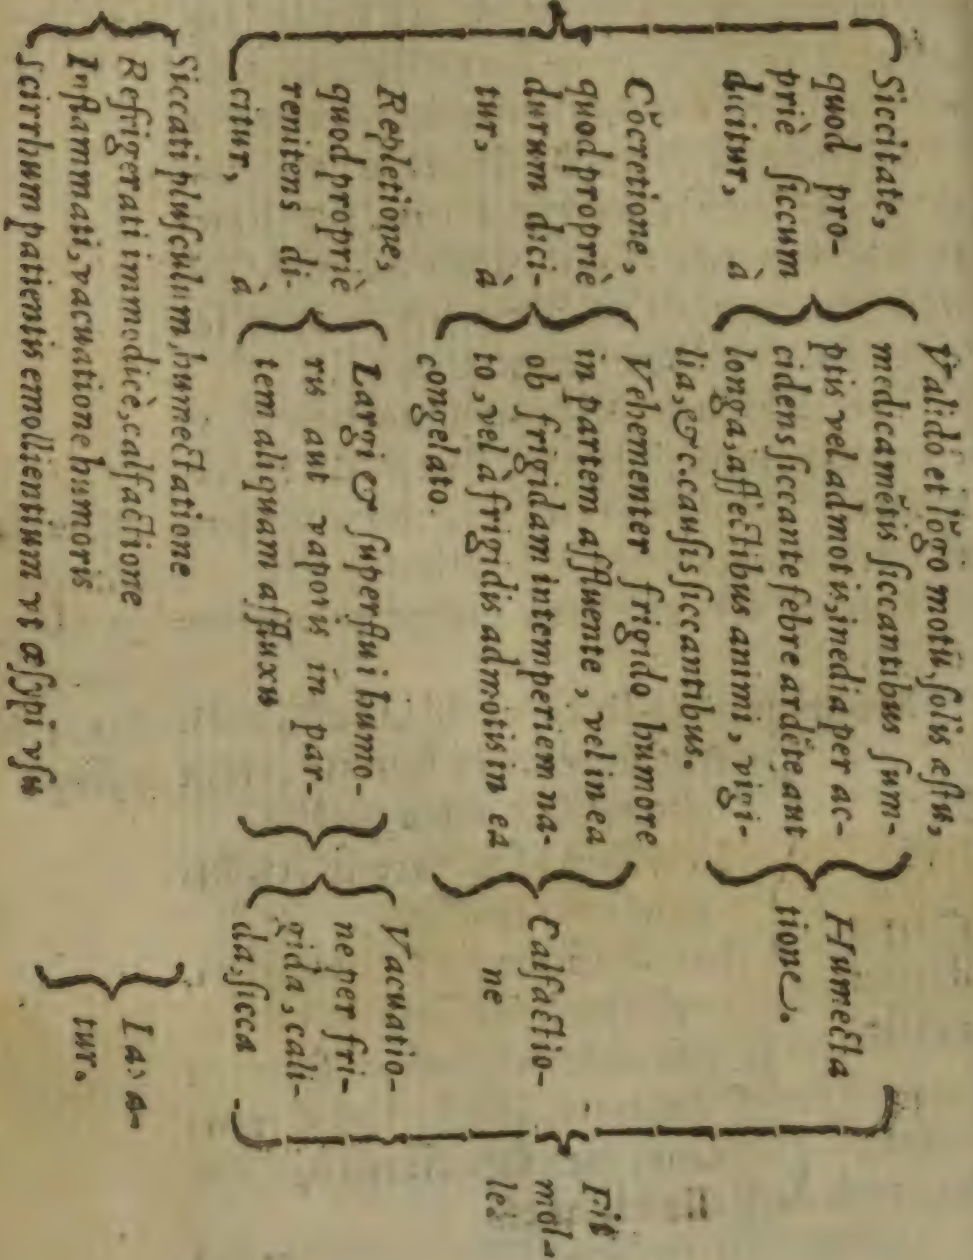 Siccitate,
quod pro-
priè ſiccum
dicitur, à
Valido et lõgo motu, ſolis æſtu,
medicamẽtis ſiccantibus ſum-
ptis vel admotis, inedia per ac-
cidens ſiccante febre ardẽte aut
longa, affectibus animi, vigi-
lia, &c. cauſis ſiccantibus.
Humecta
tione.
Cõcretione,
quod propriè
durum dici-
tur, à
Vehementer frigido humore
in partem affluente, vel in ea
ob frigidam intemperiem na-
to, vel à frigidis admotis in ea
congelato.
Calfactio-
ne
Repletione,
quod propriè
renitens di-
citur, à
Largi & ſuperflui humo-
ris aut vaporis in par-
tem aliquam affluxu
Vacuatio-
ne per fri-
gida, cali-
da, ſicca
Fit
mol-
le:
Siccati pluſculum, humectatione
Refrigerati immodicè, calfactione
Inflammati, vacuatione humoris
ſcirrhum patientis emollientium vt æſypi vſu
Laxa-
tur.